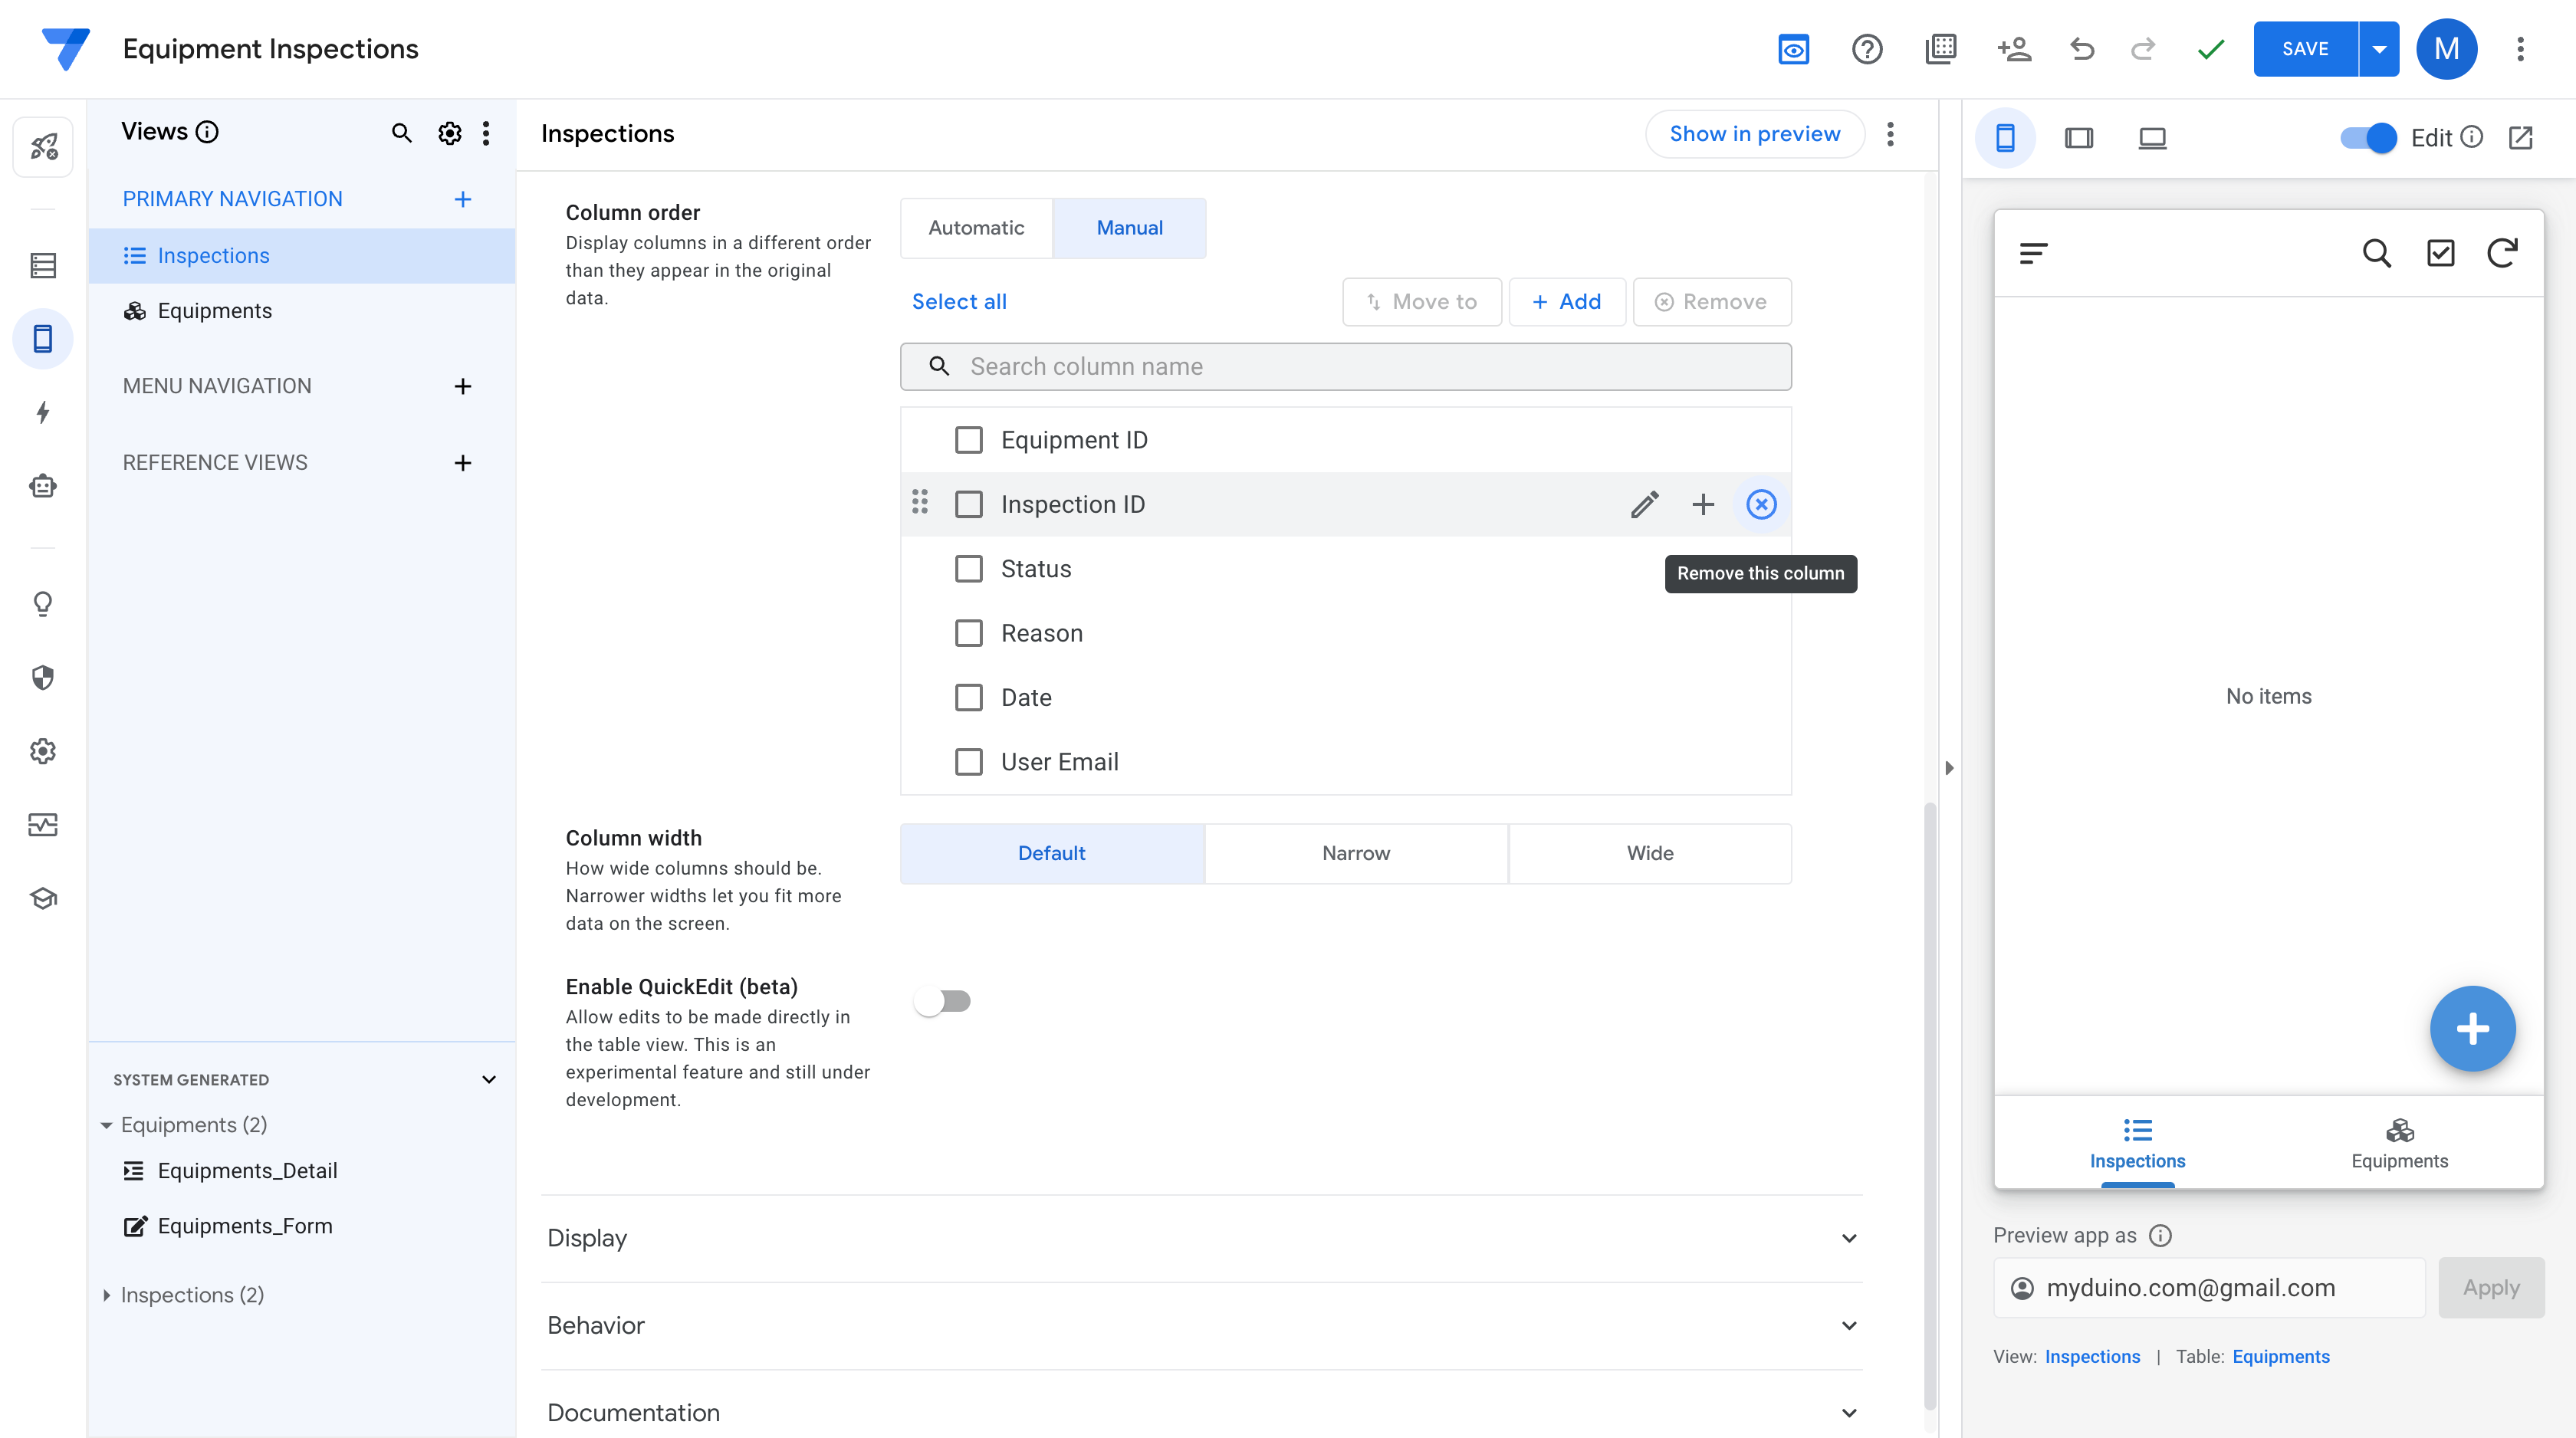 Equipment Inspections
SAVE
M
Views
PRIMARY NAVIGATION
Inspections
Equipments
MENU NAVIGATION
REFERENCE VIEWS
SYSTEM GENERATED
Equipments (2)
Equipments_Detail
Equipments_Form
Inspections (2)
Inspections
Show in preview
Column order
Display columns in a different order
than they appear in the original
data.
Automatic
Manual
Select all
Move to
Add
Remove
Search column name
Equipment ID
Inspection ID
Remove this column
Status
Reason
Date
User Email
Column width
How wide columns should be.
Narrower widths let you fit more
data on the screen.
Default
Narrow
Wide
Enable QuickEdit (beta)
Allow edits to be made directly in
the table view. This is an
experimental feature and still under
development.
Display
Behavior
Documentation
Edit
No items
Inspections
Equipments
Preview app as
myduino.com@gmail.com
Apply
View: Inspections | Table: Equipments